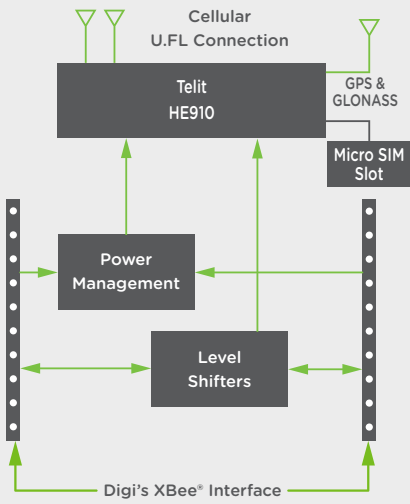 Cellular
U.FL Connection
Telit
HE910
GPS &
GLONASS
Micro SIM
Slot
Power
Management
Level
Shifters
Digi's XBee® Interface